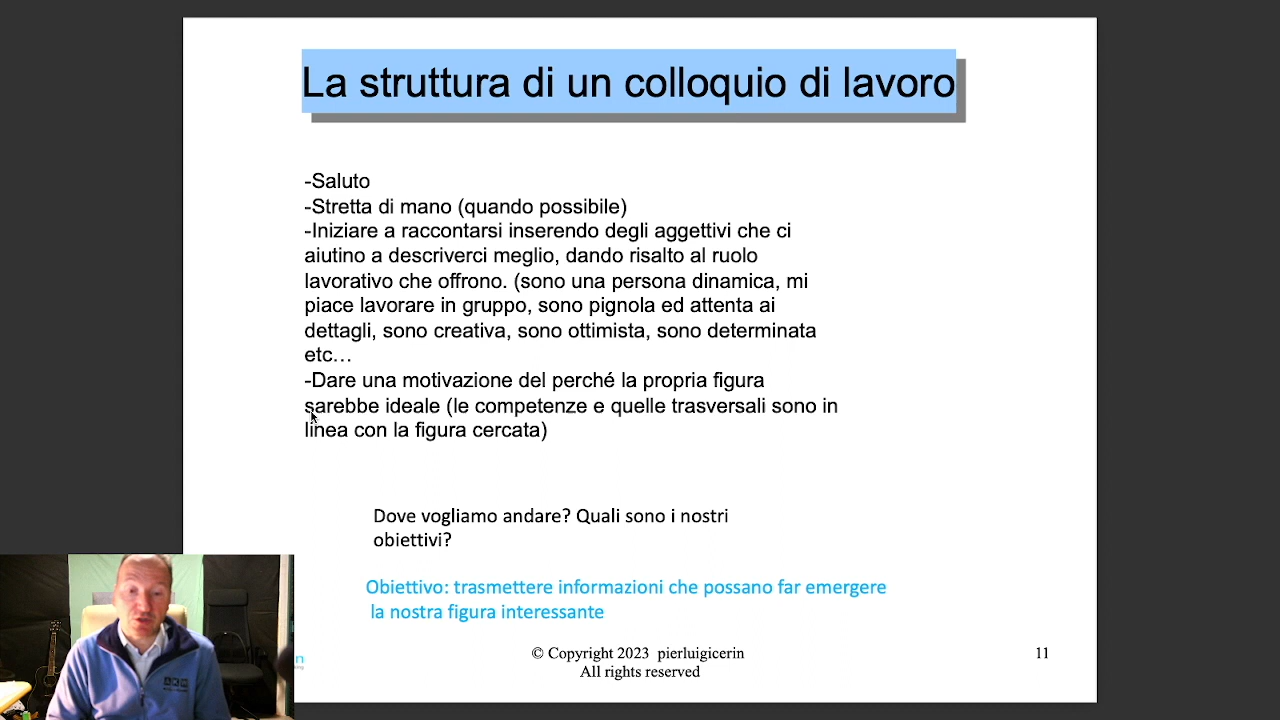 La struttura di un colloquio di lavoro
-Saluto
-Stretta di mano (quando possibile)
-Iniziare a raccontarsi inserendo degli aggettivi che ci
aiutino a descriverci meglio, dando risalto al ruolo
lavorativo che offrono. (sono una persona dinamica, mi
piace lavorare in gruppo, sono pignola ed attenta ai
dettagli, sono creativa, sono ottimista, sono determinata
etc…
-Dare una motivazione del perché la propria figura
sarebbe ideale (le competenze e quelle trasversali sono in
linea con la figura cercata)
Dove vogliamo andare? Quali sono i nostri
obiettivi?
Obiettivo: trasmettere informazioni che possano far emergere
la nostra figura interessante
© Copyright 2023 pierluigicerin
All rights reserved
11